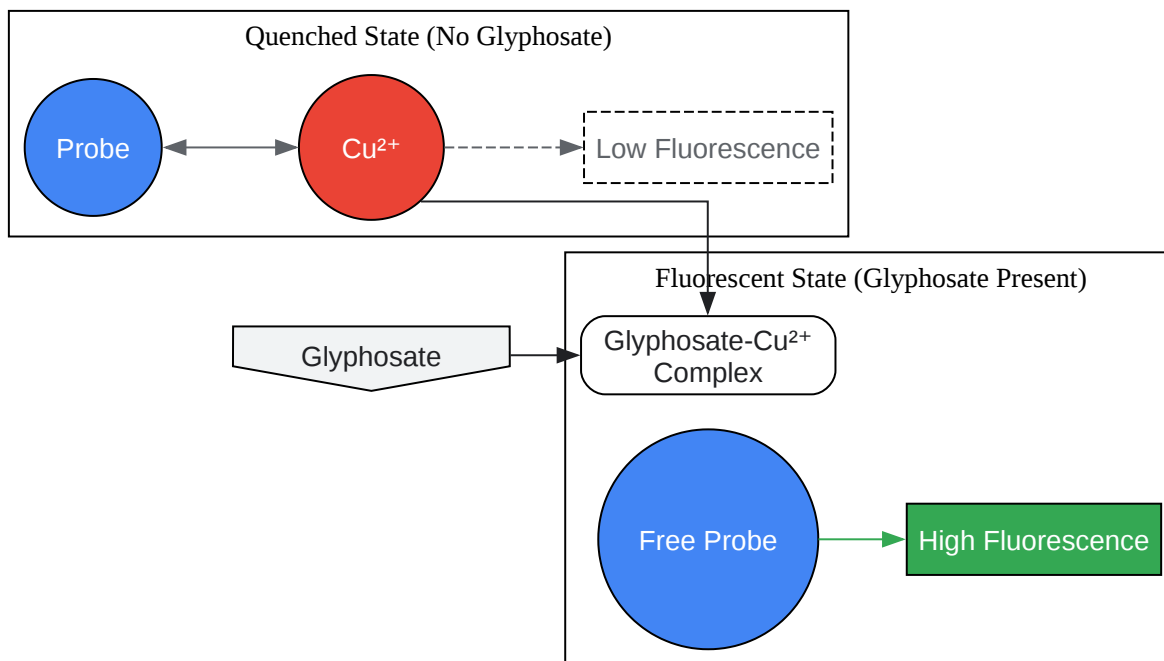 Quenched State (No Glyphosate)
Probe
Cu²⁺
Low Fluorescence
Fluorescent State (Glyphosate Present)
Glyphosate
Glyphosate-Cu²⁺
Complex
Free Probe
High Fluorescence